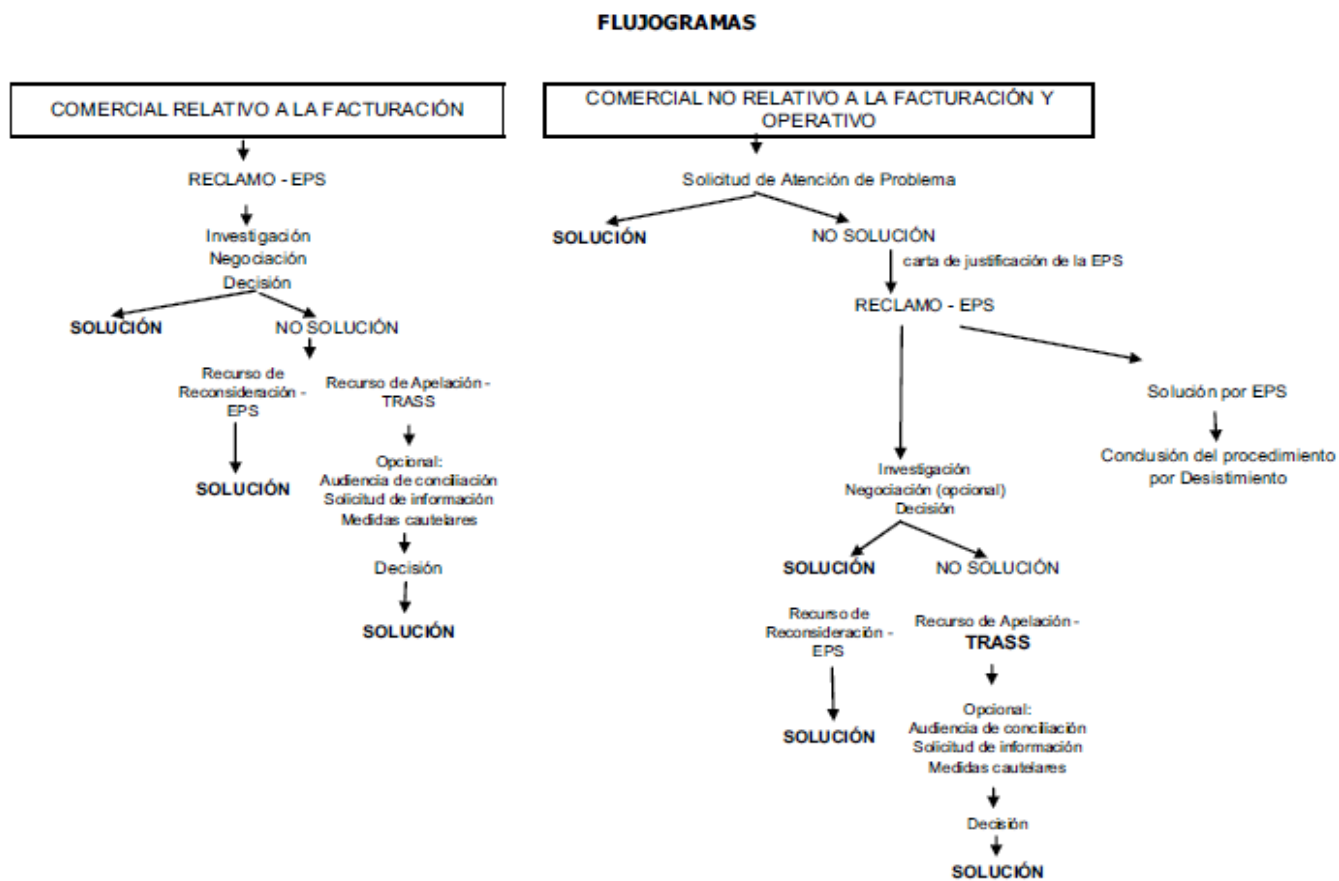 FLUJOGRAMAS
COMERCIAL RELATIVO A LA FACTURACIÓN
RECLAMO - EPS
Investigación
Negociación
Decisión
SOLUCIÓN
NO SOLUCIÓN
Recurso de
Reconsideración -
EPS
SOLUCIÓN
Recurso de Apelación -
TRASS
Opcional:
Audiencia de conciliación
Solicitud de información
Medidas cautelares
Decisión
SOLUCIÓN
COMERCIAL NO RELATIVO A LA FACTURACIÓN Y
OPERATIVO
Solicitud de Atención de Problema
SOLUCIÓN
NO SOLUCIÓN
carta de justificación de la EPS
RECLAMO - EPS
Investigación
Negociación (opcional)
Decisión
SOLUCIÓN
NO SOLUCIÓN
Recurso de
Reconsideración -
EPS
SOLUCIÓN
Recurso de Apelación -
TRASS
Opcional:
Audiencia de conciliación
Solicitud de información
Medidas cautelares
Decisión
SOLUCIÓN
Solución por EPS
Conclusión del procedimiento
por Desistimiento